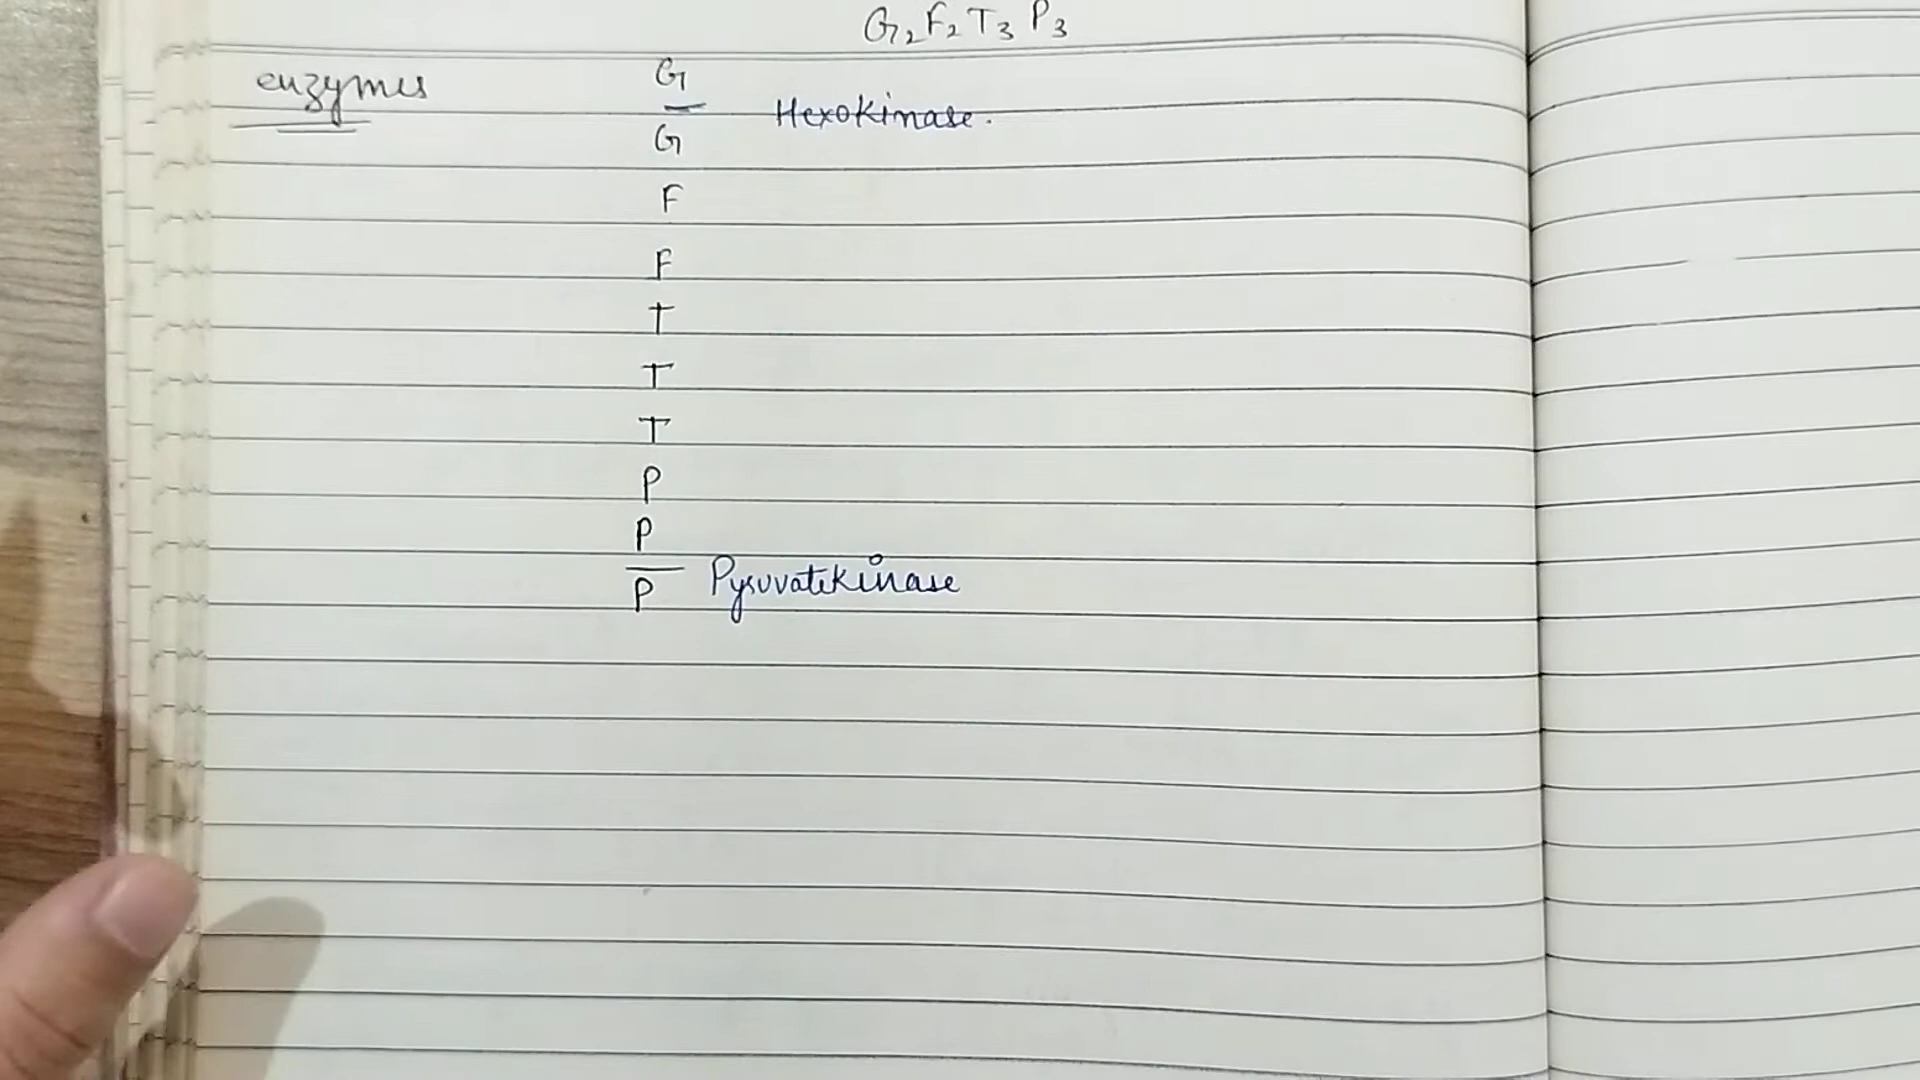 G₂F₂T₃P₃
enzymes
G
Hexokinase.
G
F
F
T
T
T
P
P
P Pyruvatekinase